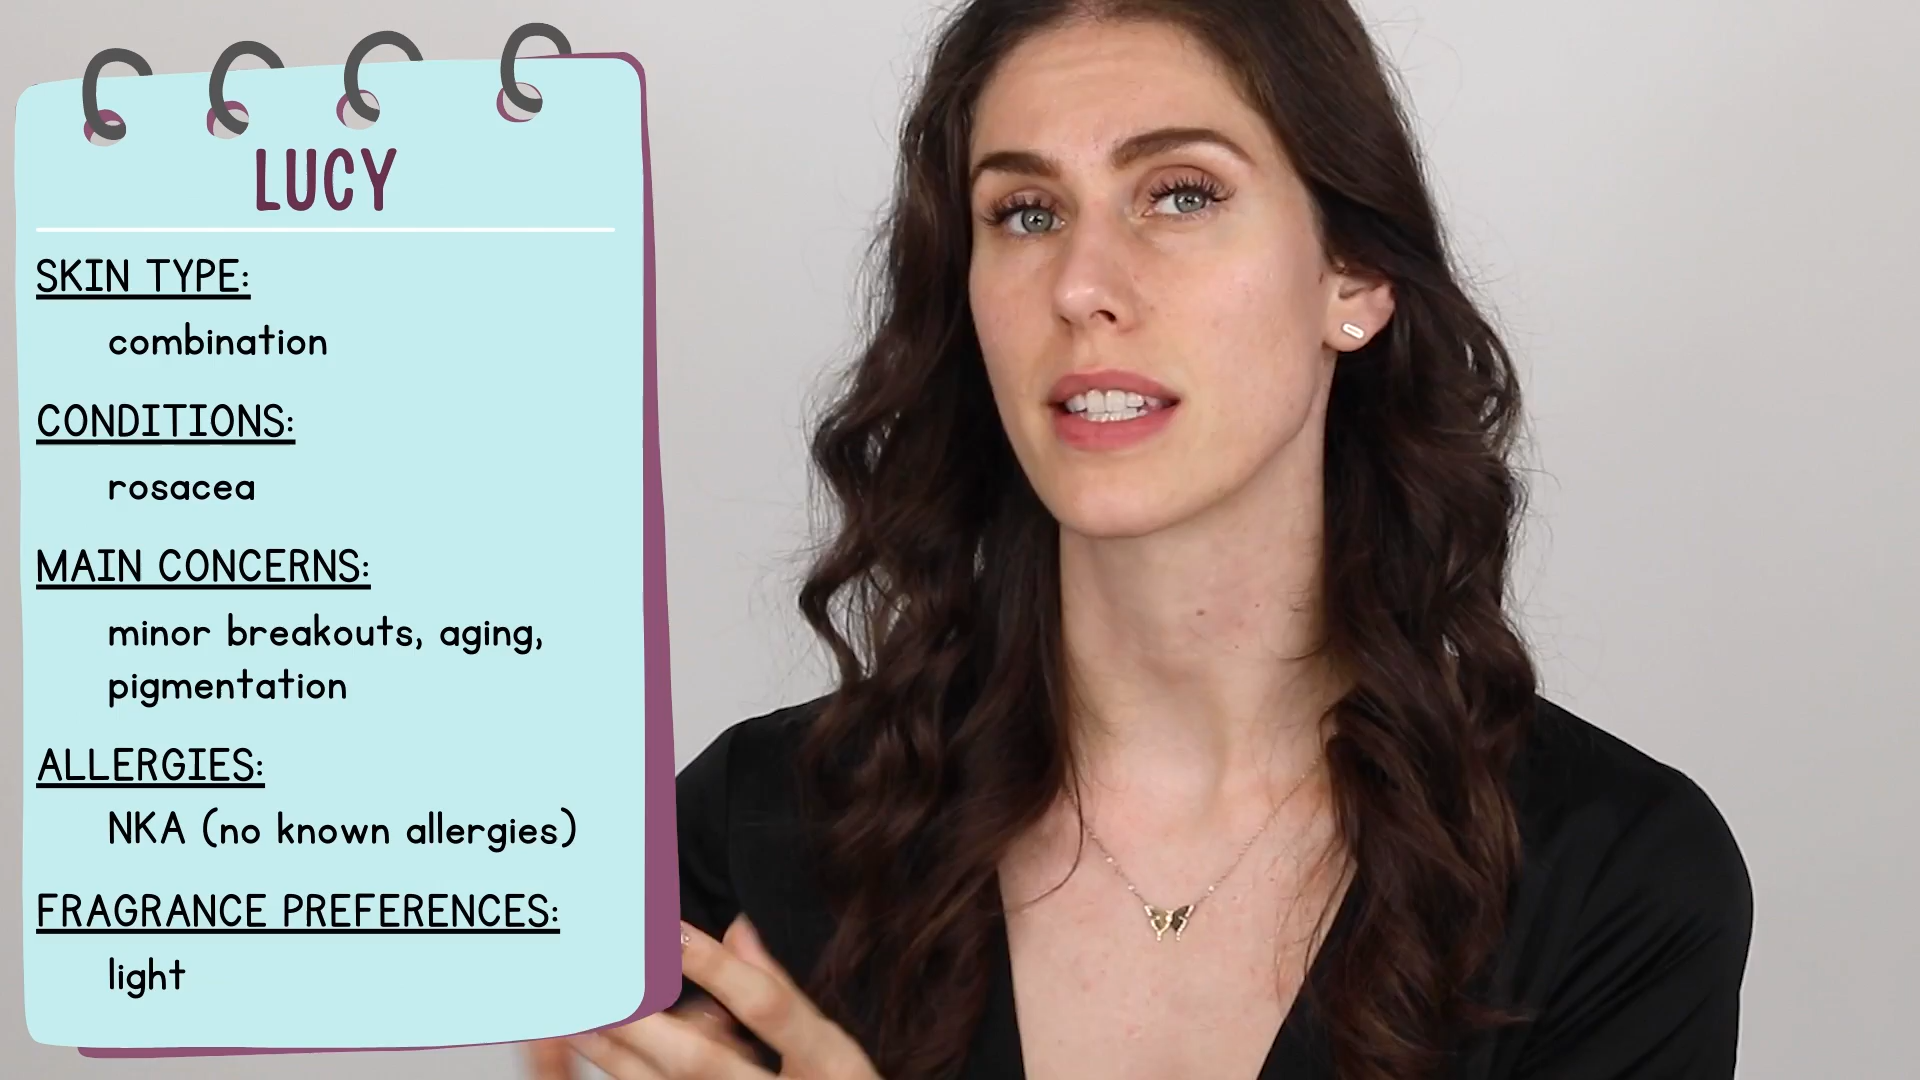 LUCY
SKIN TYPE:
combination
CONDITIONS:
rosacea
MAIN CONCERNS:
minor breakouts, aging,
pigmentation
ALLERGIES:
NKA (no known allergies)
FRAGRANCE PREFERENCES:
light